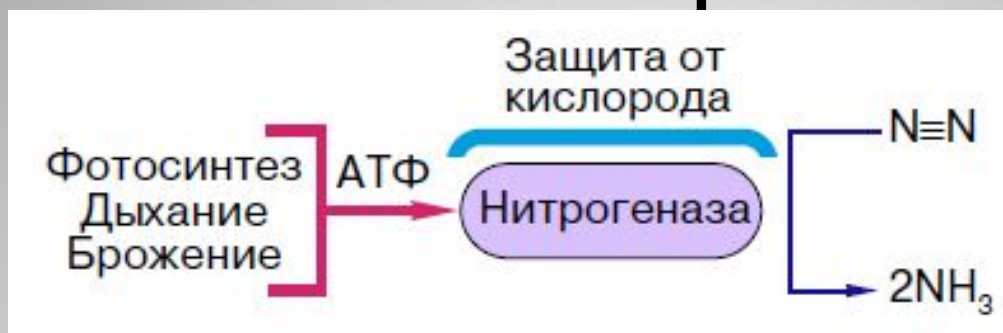 Защита от
кислорода
N≡N
Фотосинтез
Дыхание
Брожение
АТФ
Нитрогеназа
2NH₃